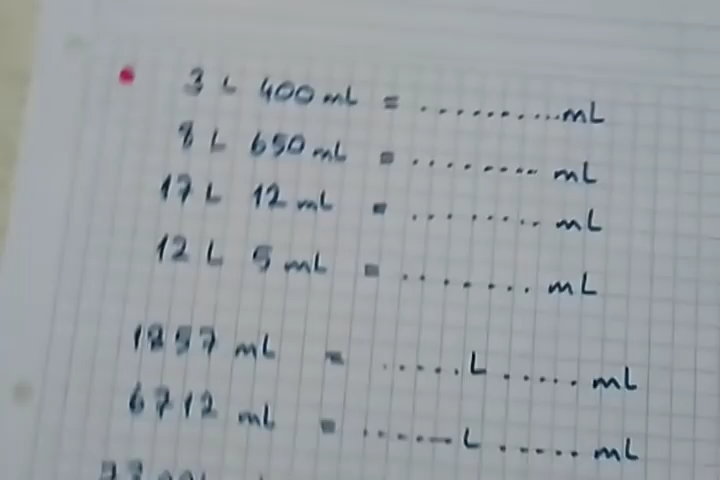 3 L 400 mL = .......... mL
8 L 650 mL = ........ mL
17 L 12 mL = ........ mL
12 L 5 mL = ....... mL
1857 mL = ..... L ..... mL
6712 mL = ...... L ..... mL